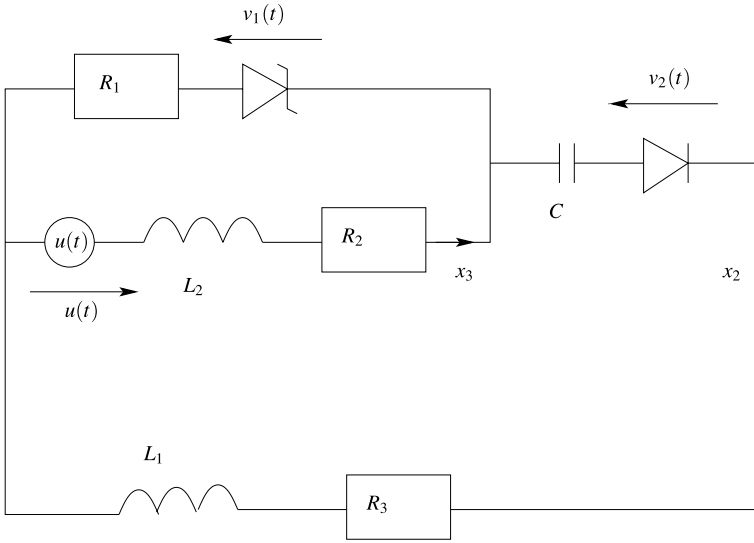 v₁(t)
R₁
v₂(t)
C
u(t)
R₂
L₂
x₃
x₂
u(t)
L₁
R₃